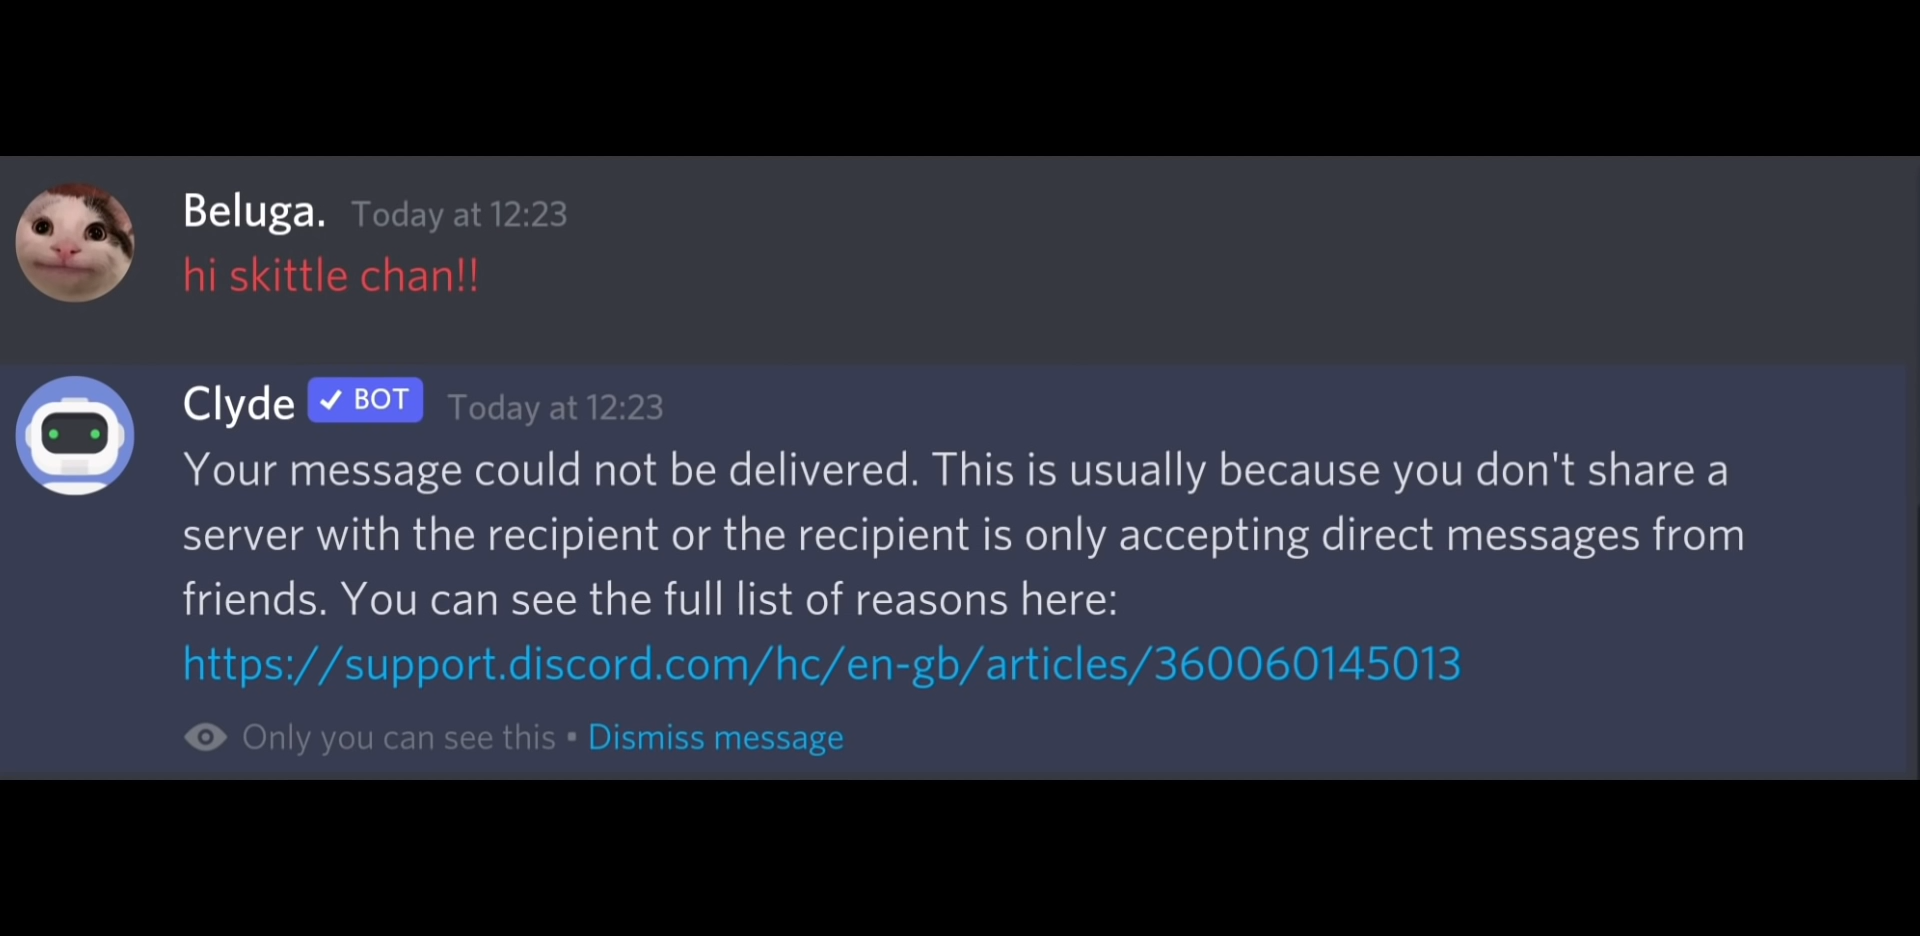 Beluga. Today at 12:23
hi skittle chan!!
Clyde ✓ BOT Today at 12:23
Your message could not be delivered. This is usually because you don't share a
server with the recipient or the recipient is only accepting direct messages from
friends. You can see the full list of reasons here:
https://support.discord.com/hc/en-gb/articles/360060145013
Only you can see this • Dismiss message